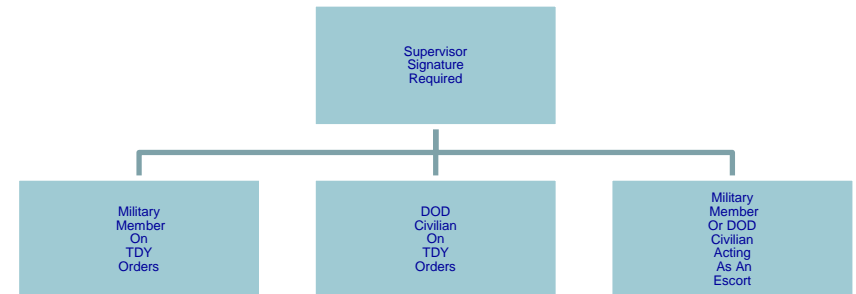 Supervisor
Signature
Required
Military
Member
On
TDY
Orders
DOD
Civilian
On
TDY
Orders
Military
Member
Or DOD
Civilian
Acting
As An
Escort